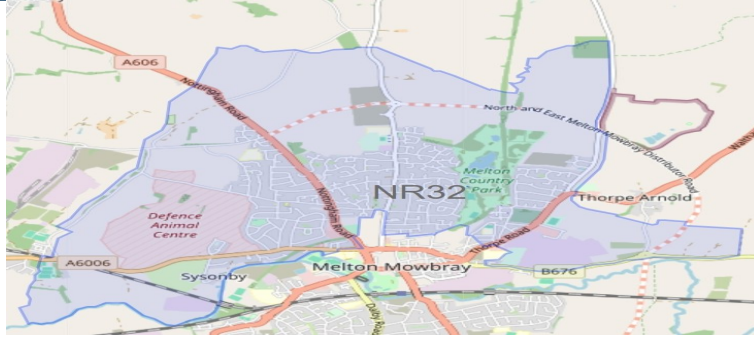 A606
Nottingham Road
North and East Melton Mowbray Distributor Road
Melton
Country
Park
NR32
Nottingham Road
Thorpe Arnold
Defence
Animal
Centre
Thorpe Road
A6006
Sysonby
Melton Mowbray
B676